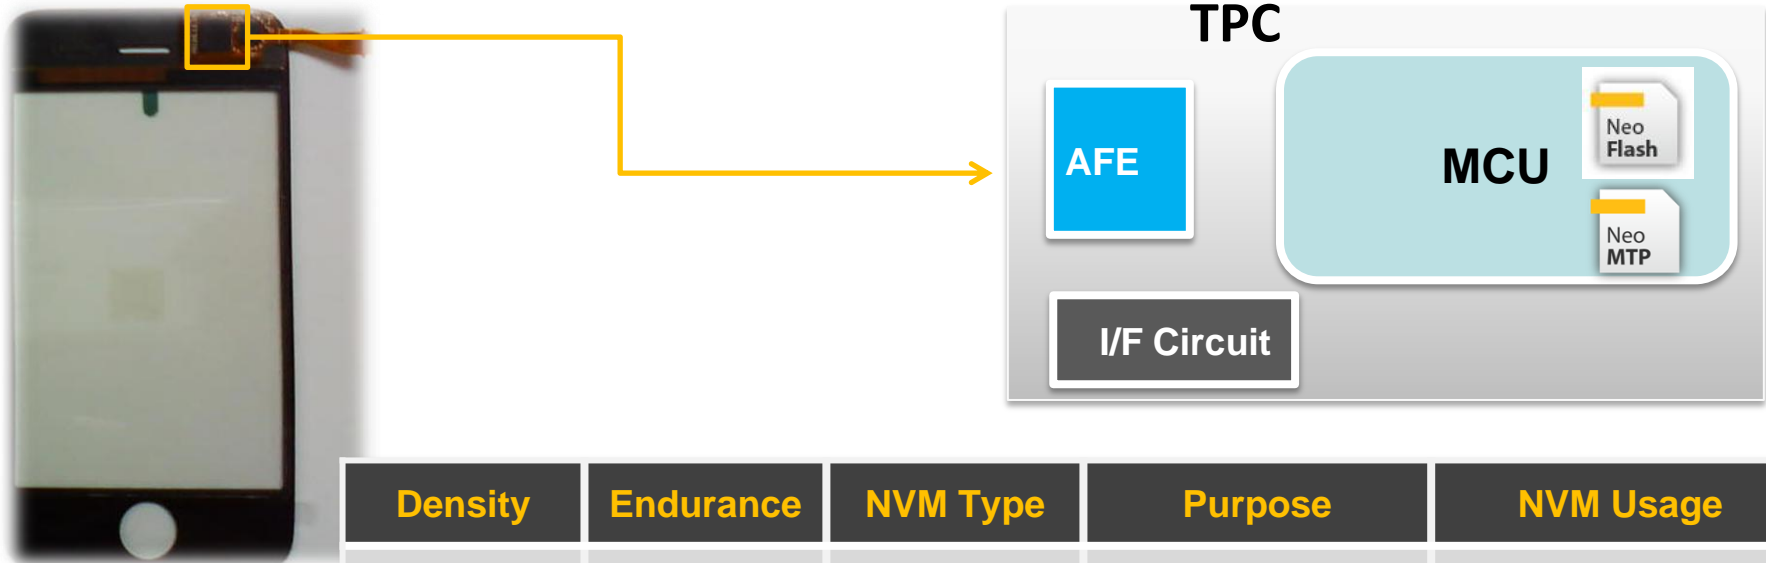 TPC
AFE
MCU
Neo
Flash
Neo
MTP
I/F Circuit
Density Endurance NVM Type Purpose NVM Usage